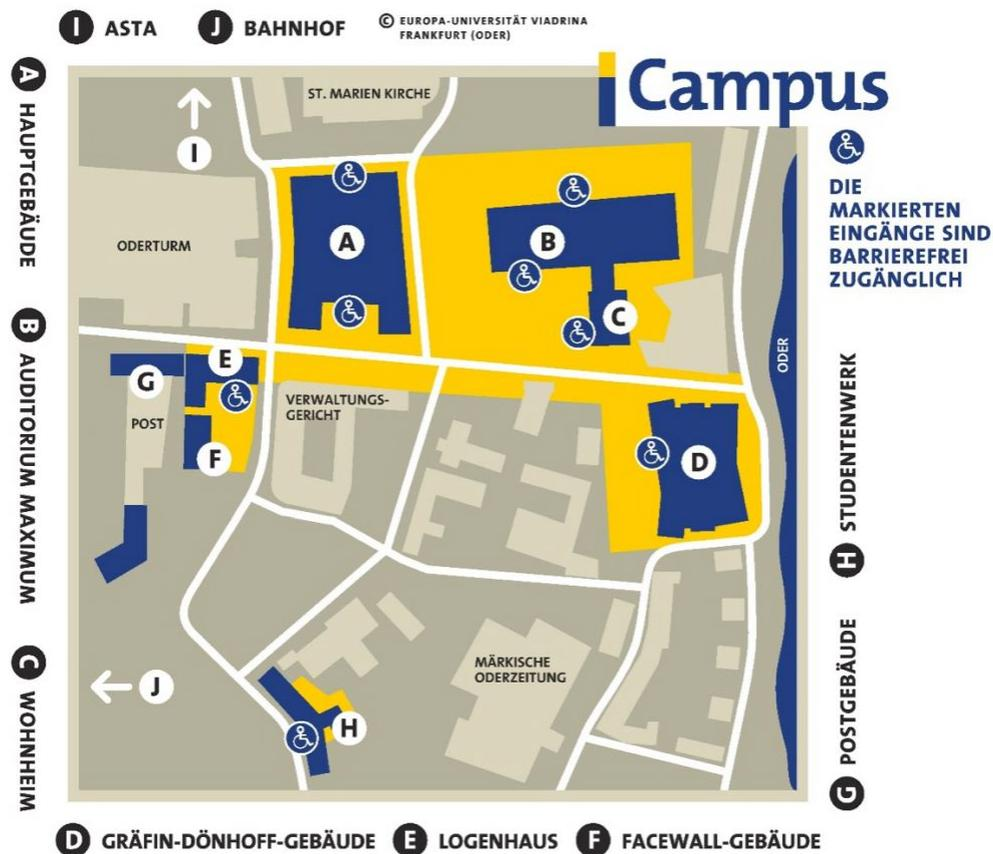 I ASTA
J BAHNHOF
© EUROPA-UNIVERSITÄT VIADRINA
FRANKFURT (ODER)
Campus
A HAUPTGEBÄUDE
B AUDITORIUM MAXIMUM
C WOHNHEIM
ST. MARIEN KIRCHE
I
ODERTURM
A
B
C
DIE
MARKIERTEN
EINGÄNGE SIND
BARRIEREFREI
ZUGÄNGLICH
ODER
G
E
POST
F
VERWALTUNGS-
GERICHT
D
J
H
MÄRKISCHE
ODERZEITUNG
H STUDENTENWERK
G POSTGEBÄUDE
D GRÄFIN-DÖNHOFF-GEBÄUDE
E LOGENHAUS
F FACEWALL-GEBÄUDE